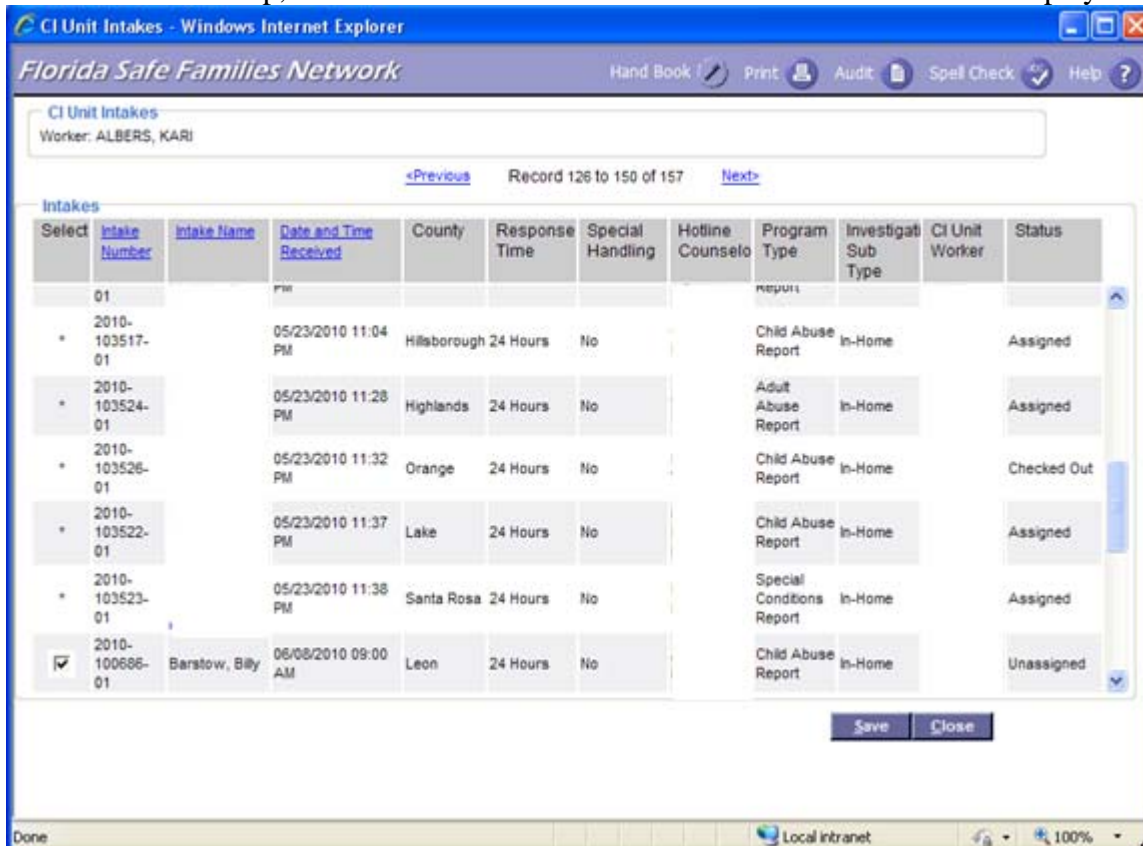 CI Unit Intakes - Windows Internet Explorer
Florida Safe Families Network
Hand Book
Print
Audit
Spell Check
Help ?
CI Unit Intakes
Worker: ALBERS, KARI
<Previous Record 126 to 150 of 157 Next>
Intakes
Select Intake Number Intake Name Date and Time Received County Response Time Special Handling Hotline Counselo Program Type Investigati Sub Type CI Unit Worker Status
01 PM Report
* 2010-103517-01 05/23/2010 11:04 PM Hillsborough 24 Hours No Child Abuse Report In-Home Assigned
* 2010-103524-01 05/23/2010 11:28 PM Highlands 24 Hours No Adult Abuse Report In-Home Assigned
* 2010-103526-01 05/23/2010 11:32 PM Orange 24 Hours No Child Abuse Report In-Home Checked Out
* 2010-103522-01 05/23/2010 11:37 PM Lake 24 Hours No Child Abuse Report In-Home Assigned
* 2010-103523-01 05/23/2010 11:38 PM Santa Rosa 24 Hours No Special Conditions Report In-Home Assigned
2010-100686-01 Barstow, Billy 06/08/2010 09:00 AM Leon 24 Hours No Child Abuse Report In-Home Unassigned
Save Close
Done Local intranet 100%